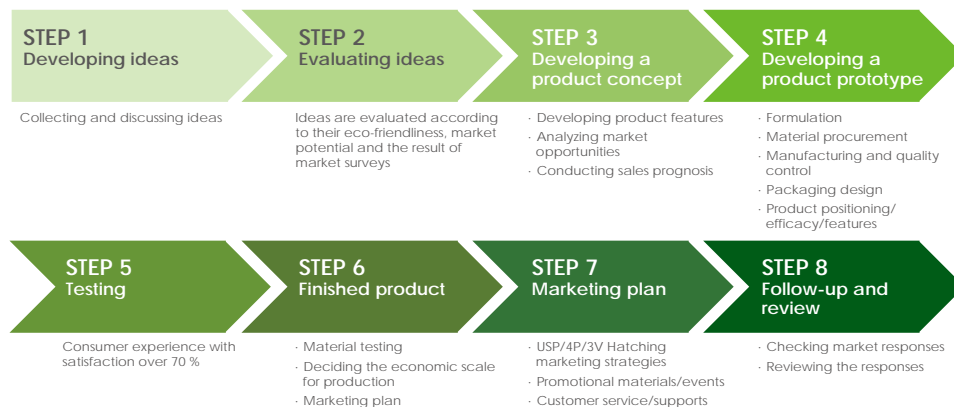 STEP 1
Developing ideas
Collecting and discussing ideas
STEP 2
Evaluating ideas
Ideas are evaluated according
to their eco-friendliness, market
potential and the result of
market surveys
STEP 3
Developing a
product concept
· Developing product features
· Analyzing market
opportunities
· Conducting sales prognosis
STEP 4
Developing a
product prototype
· Formulation
· Material procurement
· Manufacturing and quality
control
· Packaging design
· Product positioning/
efficacy/features
STEP 5
Testing
Consumer experience with
satisfaction over 70 %
STEP 6
Finished product
· Material testing
· Deciding the economic scale
for production
· Marketing plan
STEP 7
Marketing plan
· USP/4P/3V Hatching
marketing strategies
· Promotional materials/events
· Customer service/supports
STEP 8
Follow-up and
review
· Checking market responses
· Reviewing the responses